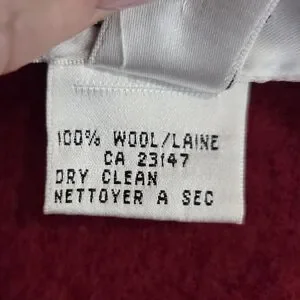 100% WOOL/LAINE
CA 23147
DRY CLEAN
NETTOYER A SEC